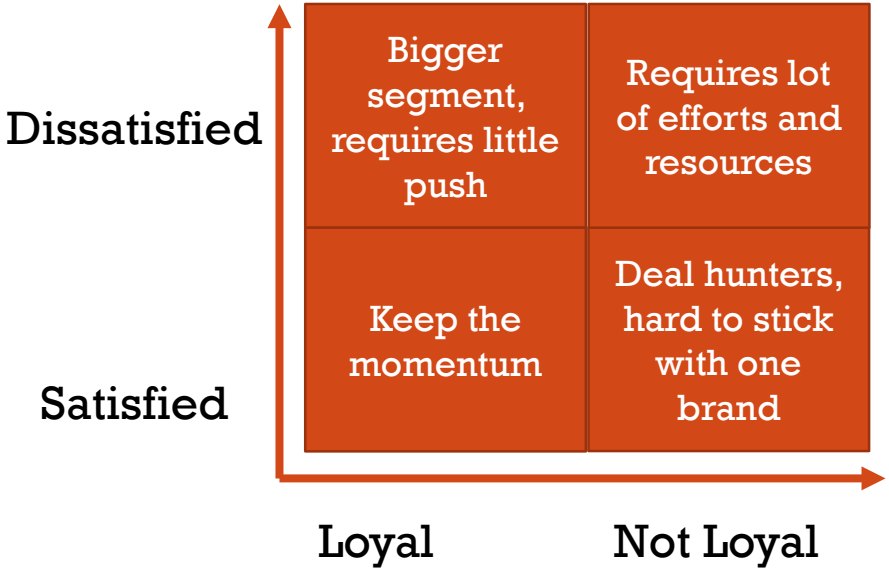 Dissatisfied
Bigger
segment,
requires little
push
Requires lot
of efforts and
resources
Satisfied
Keep the
momentum
Deal hunters,
hard to stick
with one
brand
Loyal
Not Loyal